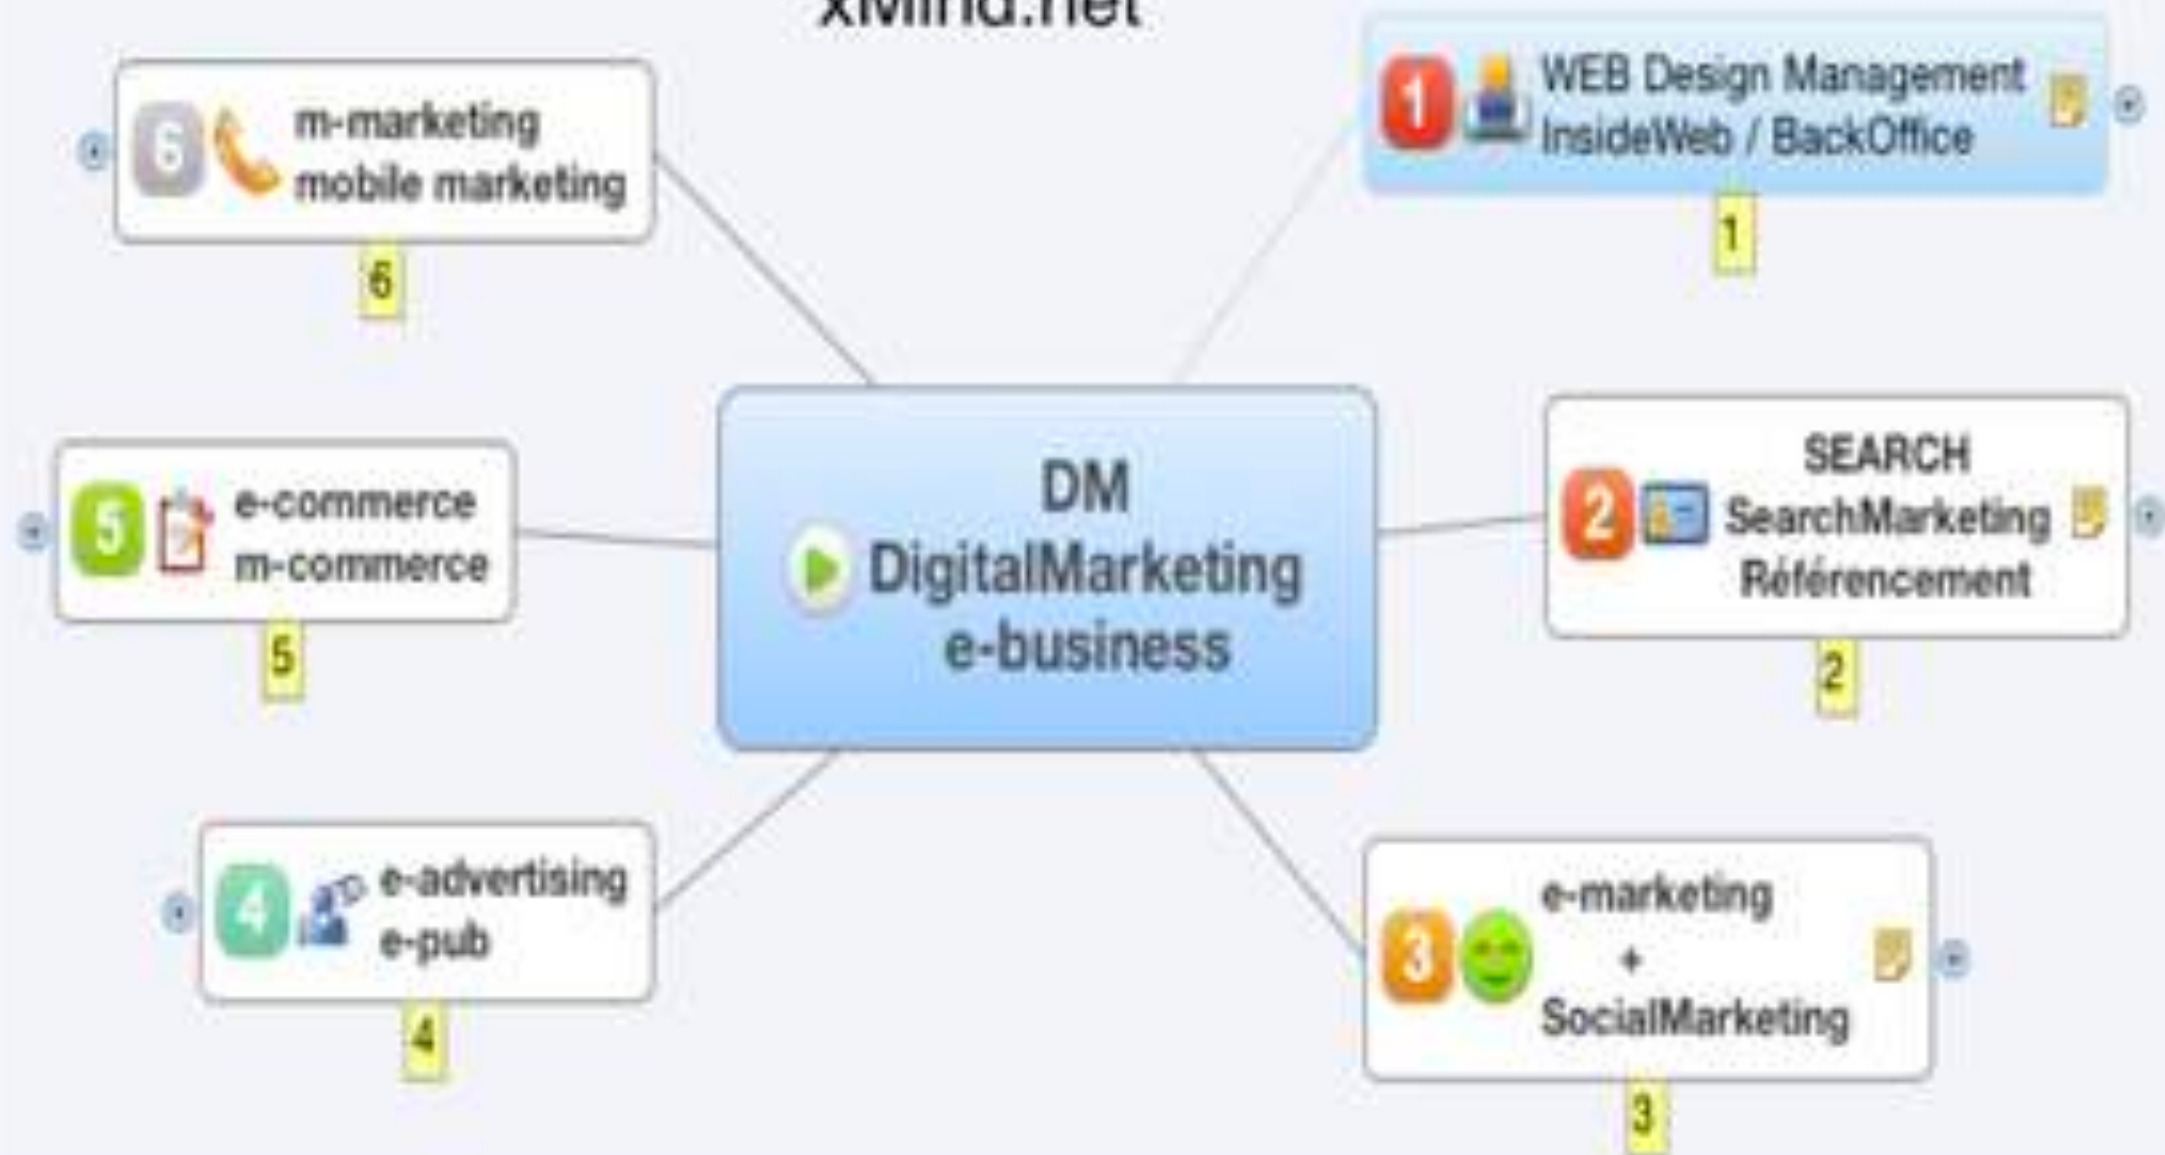 xMind.net
1
WEB Design Management
InsideWeb / BackOffice
1
2
SEARCH
SearchMarketing
Référencement
2
3
e-marketing
+
SocialMarketing
3
4
e-advertising
e-pub
4
5
e-commerce
m-commerce
5
6
m-marketing
mobile marketing
6
DM
DigitalMarketing
e-business